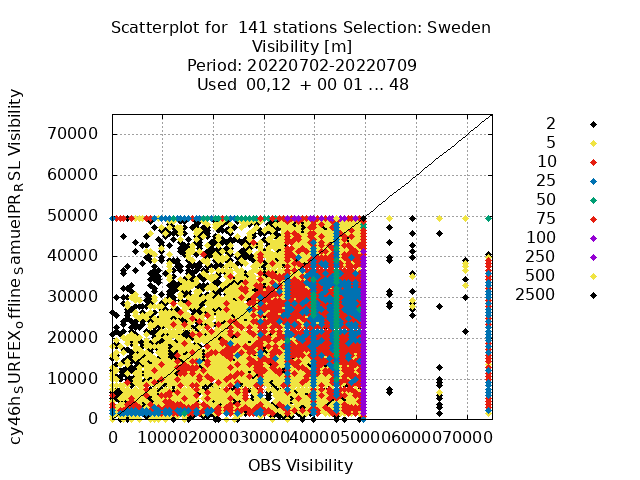 Scatterplot for 141 stations Selection: Sweden
Visibility [m]
Period: 20220702-20220709
Used 00,12 + 00 01 ... 48
cy46h_SURFEX_offline_samuelPR_RSL Visibility
70000
60000
50000
40000
30000
20000
10000
0
0 10000 20000 30000 40000 50000 60000 70000
OBS Visibility
2
5
10
25
50
75
100
250
500
2500